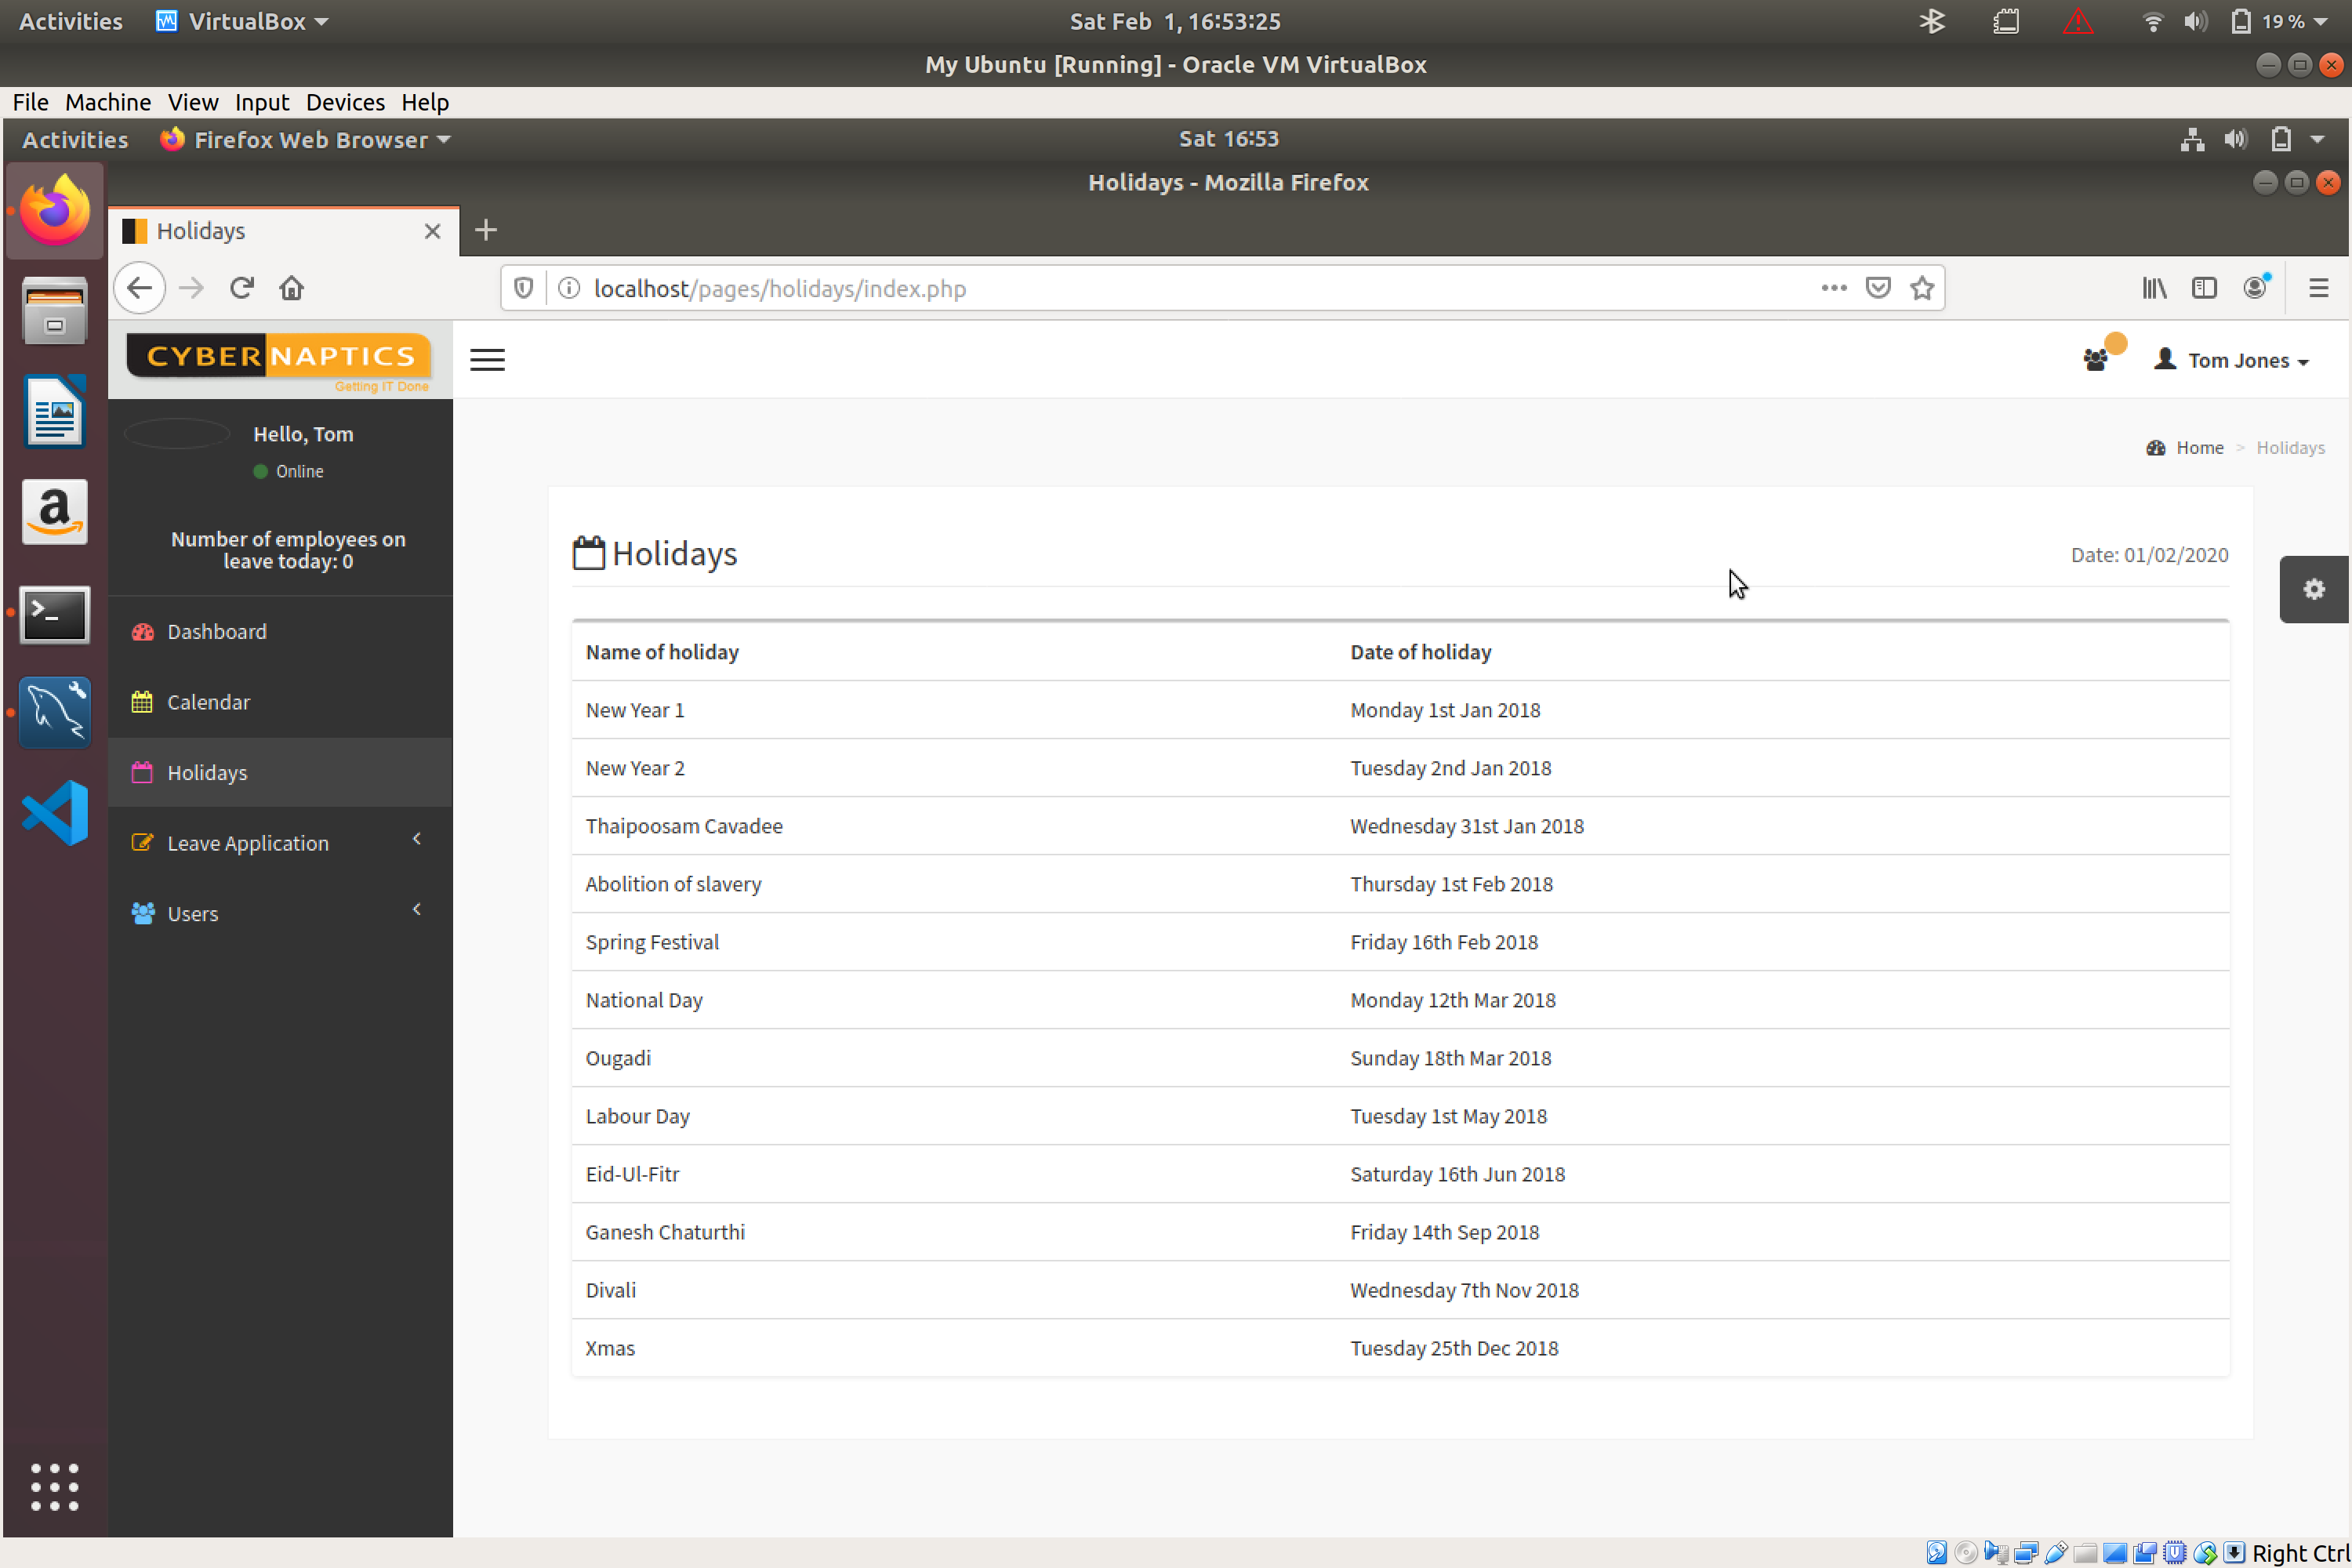 Activities VirtualBox Sat Feb 1, 16:53:25 19 %
My Ubuntu [Running] - Oracle VM VirtualBox
File Machine View Input Devices Help
Activities Firefox Web Browser Sat 16:53
Holidays - Mozilla Firefox
Holidays
localhost/pages/holidays/index.php
CYBERNAPTICS
Getting IT Done
Tom Jones
Hello, Tom
Online
Home > Holidays
Number of employees on
leave today: 0
Holidays
Date: 01/02/2020
Dashboard
Calendar
Holidays
Leave Application
Users
Name of holiday Date of holiday
New Year 1 Monday 1st Jan 2018
New Year 2 Tuesday 2nd Jan 2018
Thaipoosam Cavadee Wednesday 31st Jan 2018
Abolition of slavery Thursday 1st Feb 2018
Spring Festival Friday 16th Feb 2018
National Day Monday 12th Mar 2018
Ougadi Sunday 18th Mar 2018
Labour Day Tuesday 1st May 2018
Eid-Ul-Fitr Saturday 16th Jun 2018
Ganesh Chaturthi Friday 14th Sep 2018
Divali Wednesday 7th Nov 2018
Xmas Tuesday 25th Dec 2018
Right Ctrl